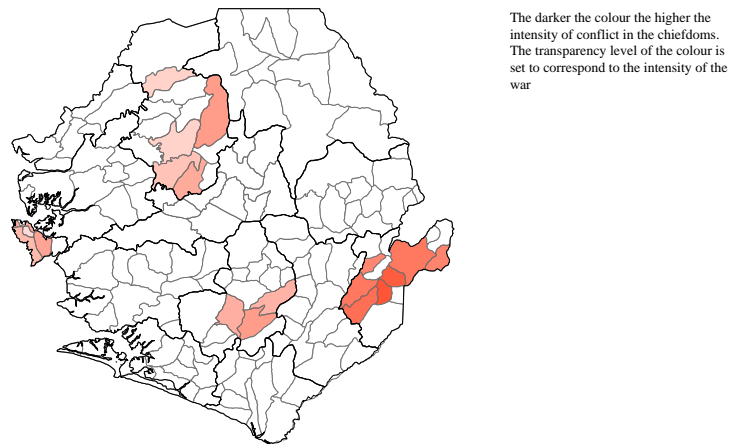 The darker the colour the higher the
intensity of conflict in the chiefdoms.
The transparency level of the colour is
set to correspond to the intensity of the
war